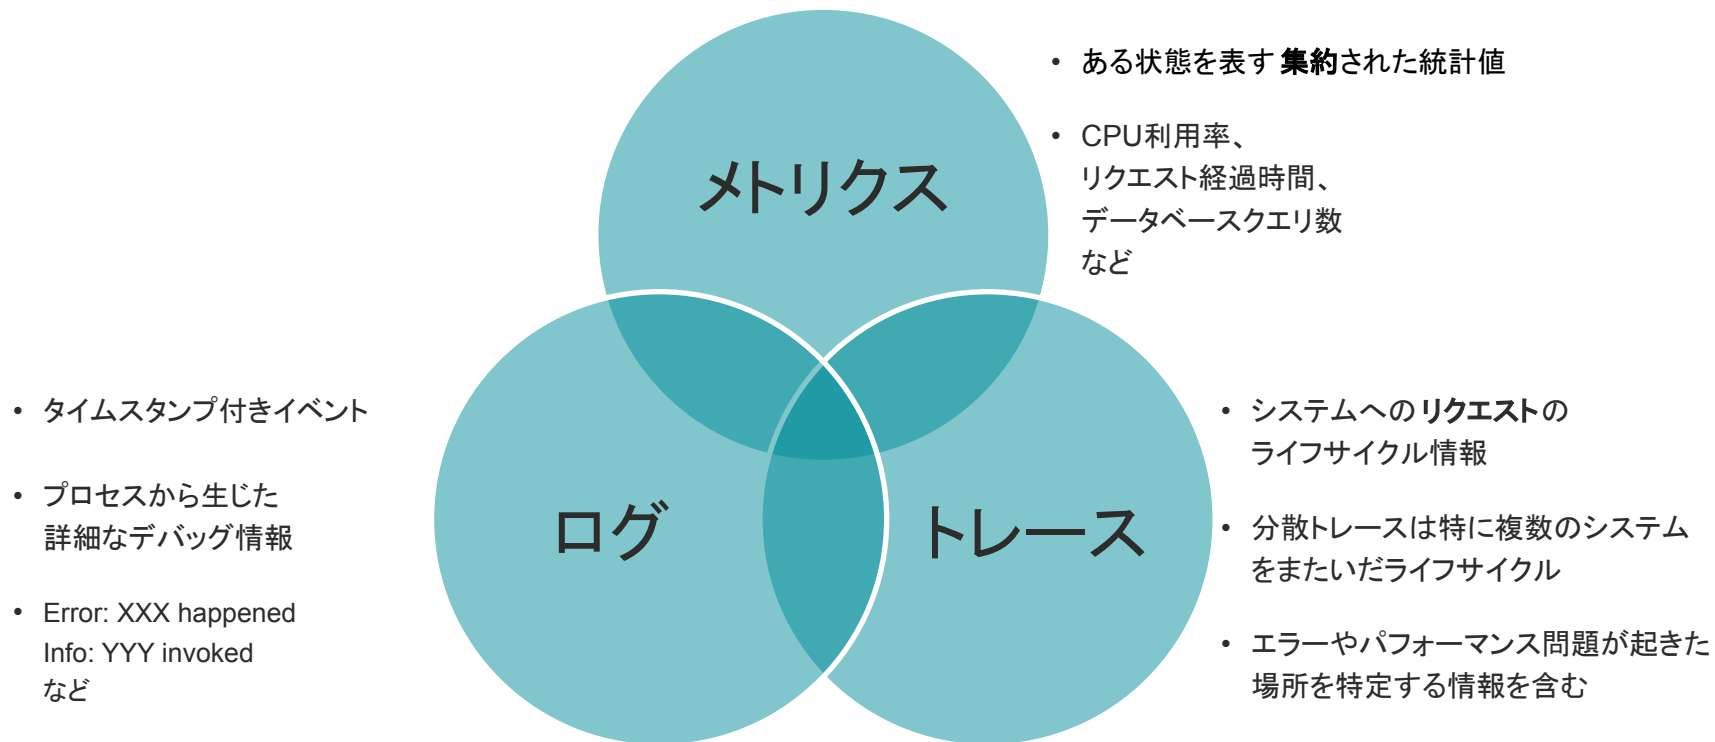 メトリクス
• ある状態を表す 集約された統計値
• CPU利用率、
リクエスト経過時間、
データベースクエリ数
など
ログ
• タイムスタンプ付きイベント
• プロセスから生じた
詳細なデバッグ情報
• Error: XXX happened
Info: YYY invoked
など
トレース
• システムへのリクエストの
ライフサイクル情報
• 分散トレースは特に複数のシステム
をまたいだライフサイクル
• エラーやパフォーマンス問題が起きた
場所を特定する情報を含む